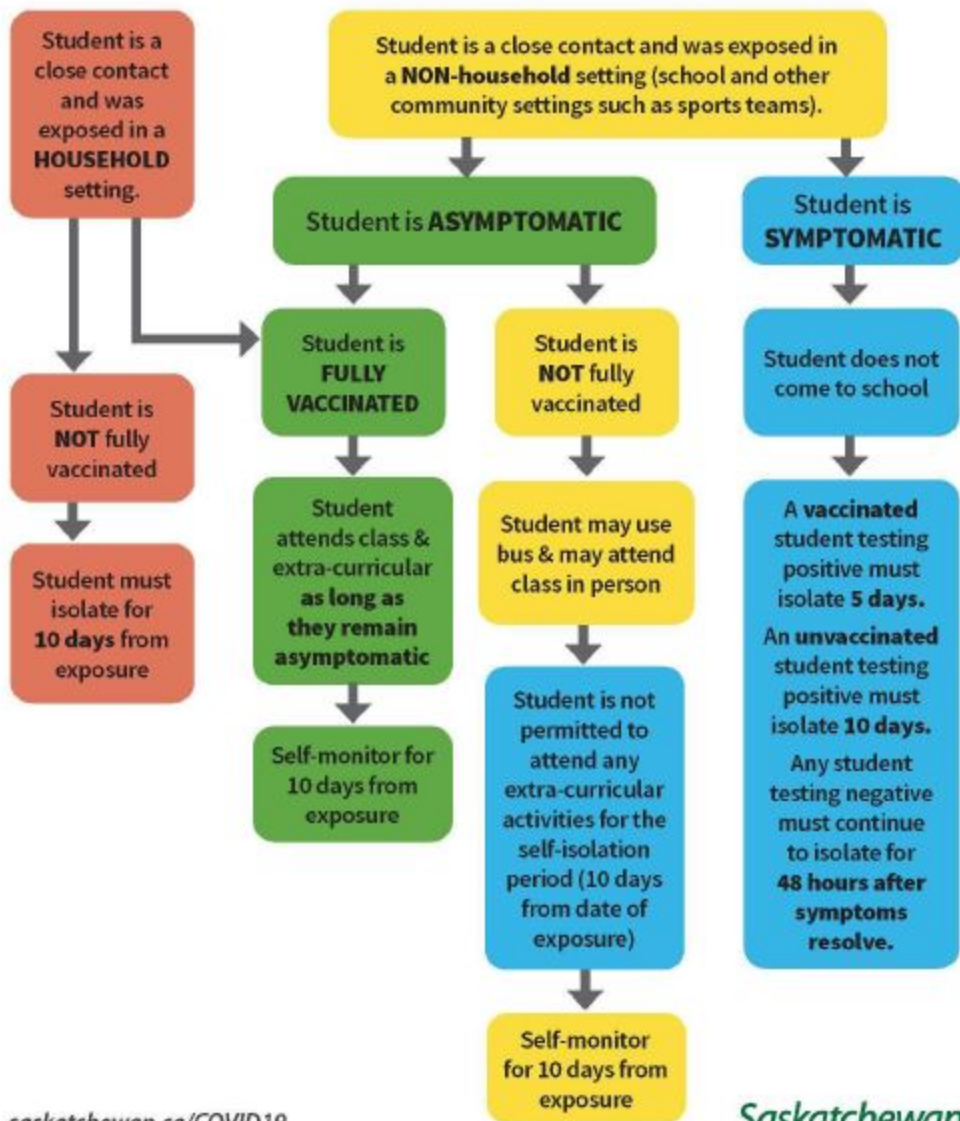 Student is a
close contact
and was
exposed in a
HOUSEHOLD
setting.
Student is
NOT fully
vaccinated
Student must
isolate for
10 days from
exposure
Student is a close contact and was exposed in
a NON-household setting (school and other
community settings such as sports teams).
Student is ASYMPTOMATIC
Student is
FULLY
VACCINATED
Student
attends class &
extra-curricular
as long as
they remain
asymptomatic
Self-monitor for
10 days from
exposure
Student is
NOT fully
vaccinated
Student may use
bus & may attend
class in person
Student is not
permitted to
attend any
extra-curricular
activities for the
self-isolation
period (10 days
from date of
exposure)
Self-monitor
for 10 days from
exposure
Student is
SYMPTOMATIC
Student does not
come to school
A vaccinated
student testing
positive must
isolate 5 days.
An unvaccinated
student testing
positive must
isolate 10 days.
Any student
testing negative
must continue
to isolate for
48 hours after
symptoms
resolve.
saskatchewan.ca/COVID19
Saskatchewan